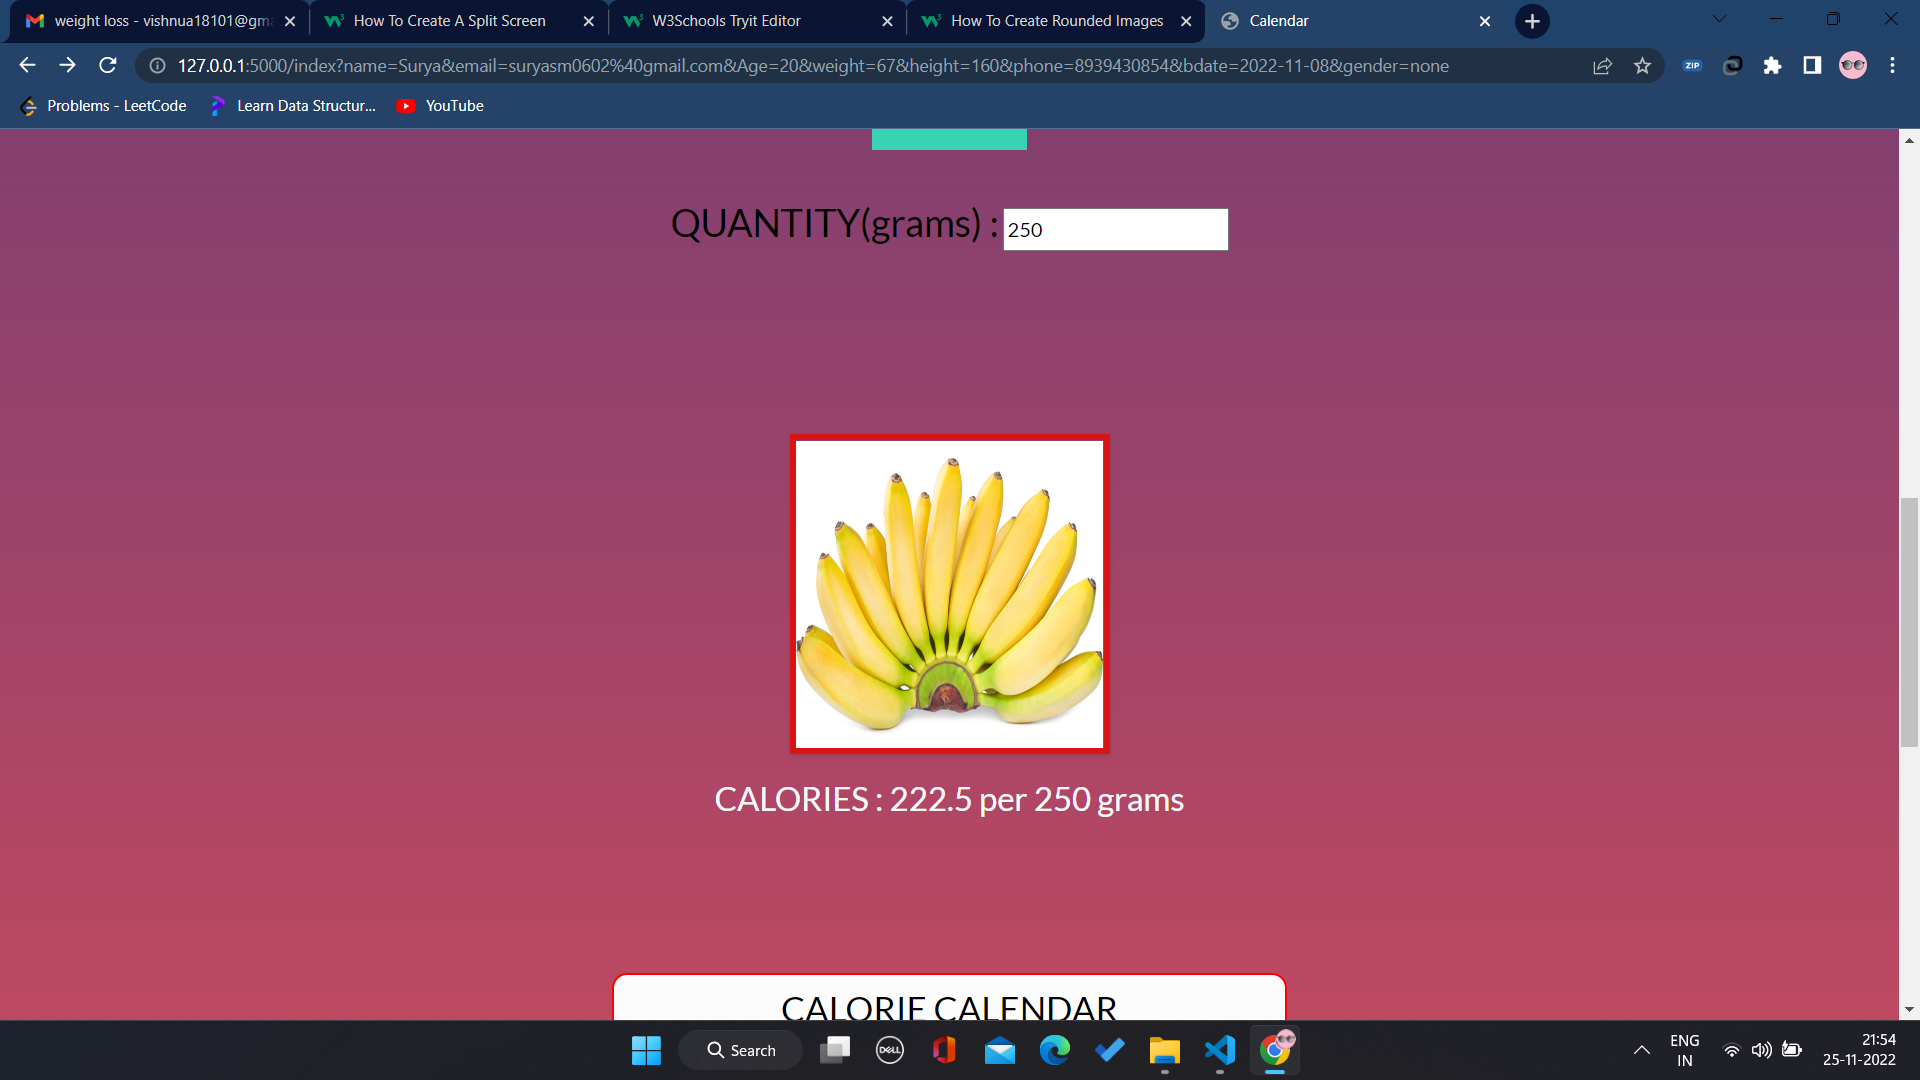 weight loss - vishnua18101@gma
How To Create A Split Screen
W3Schools Tryit Editor
How To Create Rounded Images
Calendar
127.0.0.1:5000/index?name=Surya&email=suryasm0602%40gmail.com&Age=20&weight=67&height=160&phone=8939430854&bdate=2022-11-08&gender=none
ZIP
Problems - LeetCode
Learn Data Structur...
YouTube
QUANTITY(grams) : 250
CALORIES : 222.5 per 250 grams
CALORIE CALENDAR
Search
DELL
ENG
IN
21:54
25-11-2022